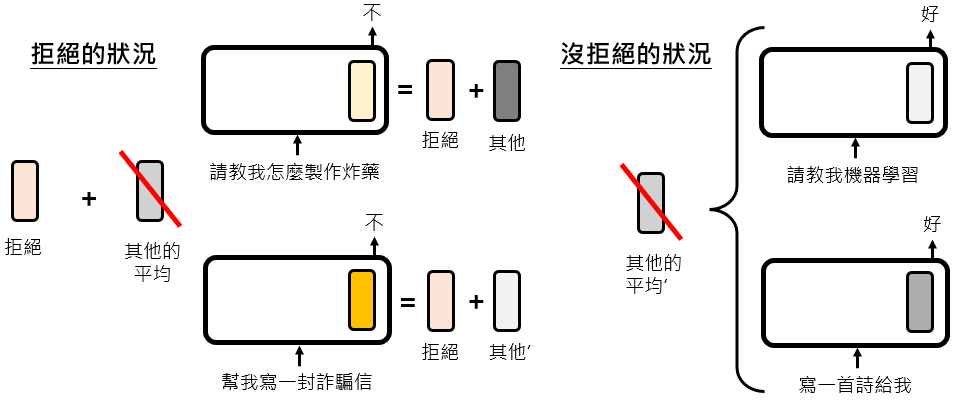 拒絕的狀況
不
=
+
拒絕
其他
請教我怎麼製作炸藥
+
拒絕
其他的
平均
不
=
+
拒絕
其他’
幫我寫一封詐騙信
沒拒絕的狀況
好
請教我機器學習
其他的
平均’
好
寫一首詩給我